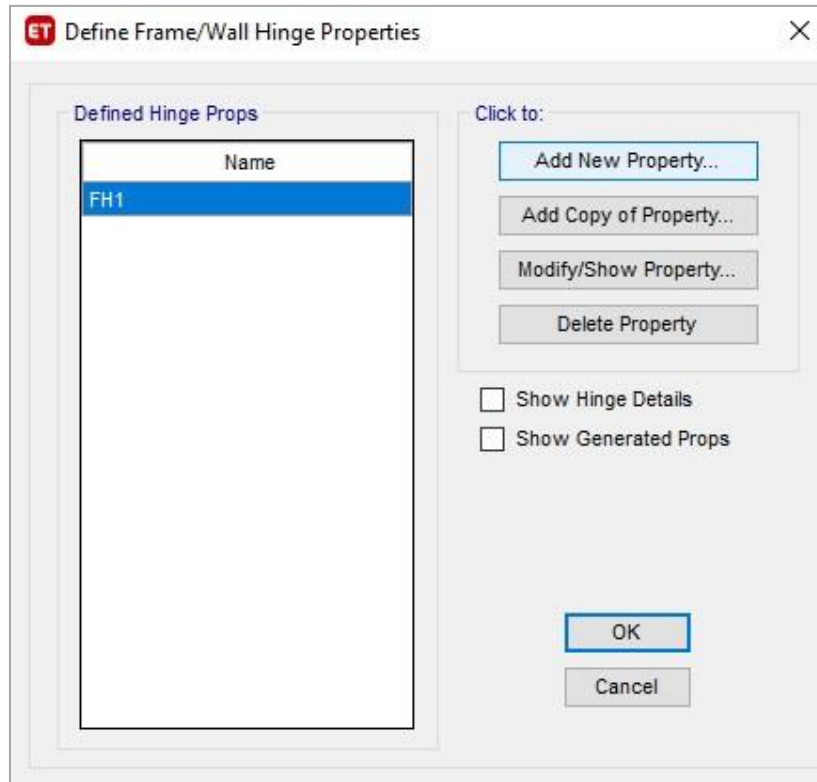 ET Define Frame/Wall Hinge Properties
Defined Hinge Props
Name
FH1
Click to:
Add New Property...
Add Copy of Property...
Modify/Show Property...
Delete Property
Show Hinge Details
Show Generated Props
OK
Cancel